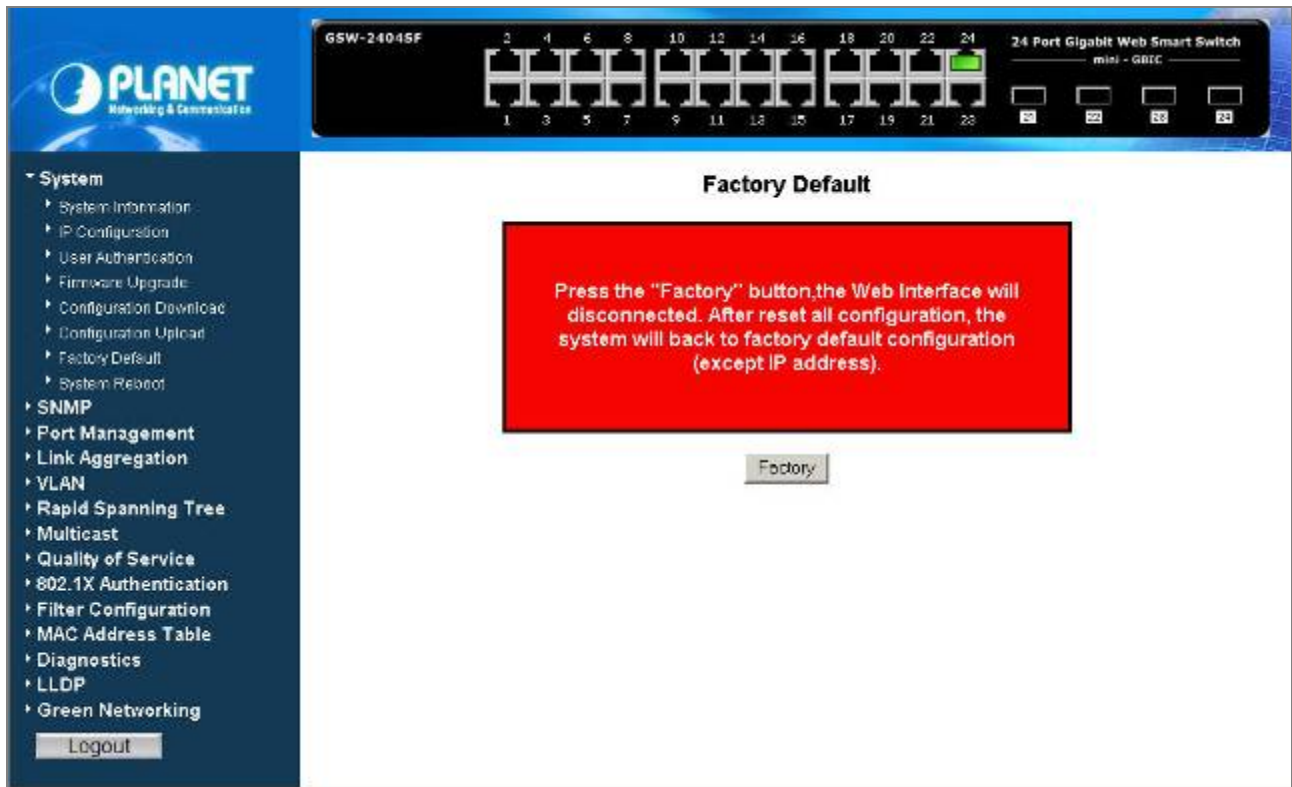 PLANET
Networking & Communication
GSW-2404SF
2 4 6 8 10 12 14 16 18 20 22 24
1 3 5 7 9 11 13 15 17 19 21 23
24 Port Gigabit Web Smart Switch
mini - GBIC
22 24
System
System Information
IP Configuration
User Authentication
Firmware Upgrade
Configuration Download
Configuration Upload
Factory Default
System Reboot
SNMP
Port Management
Link Aggregation
VLAN
Rapid Spanning Tree
Multicast
Quality of Service
802.1X Authentication
Filter Configuration
MAC Address Table
Diagnostics
LLDP
Green Networking
Logout
Factory Default
Press the "Factory" button,the Web Interface will
disconnected. After reset all configuration, the
system will back to factory default configuration
(except IP address).
Factory